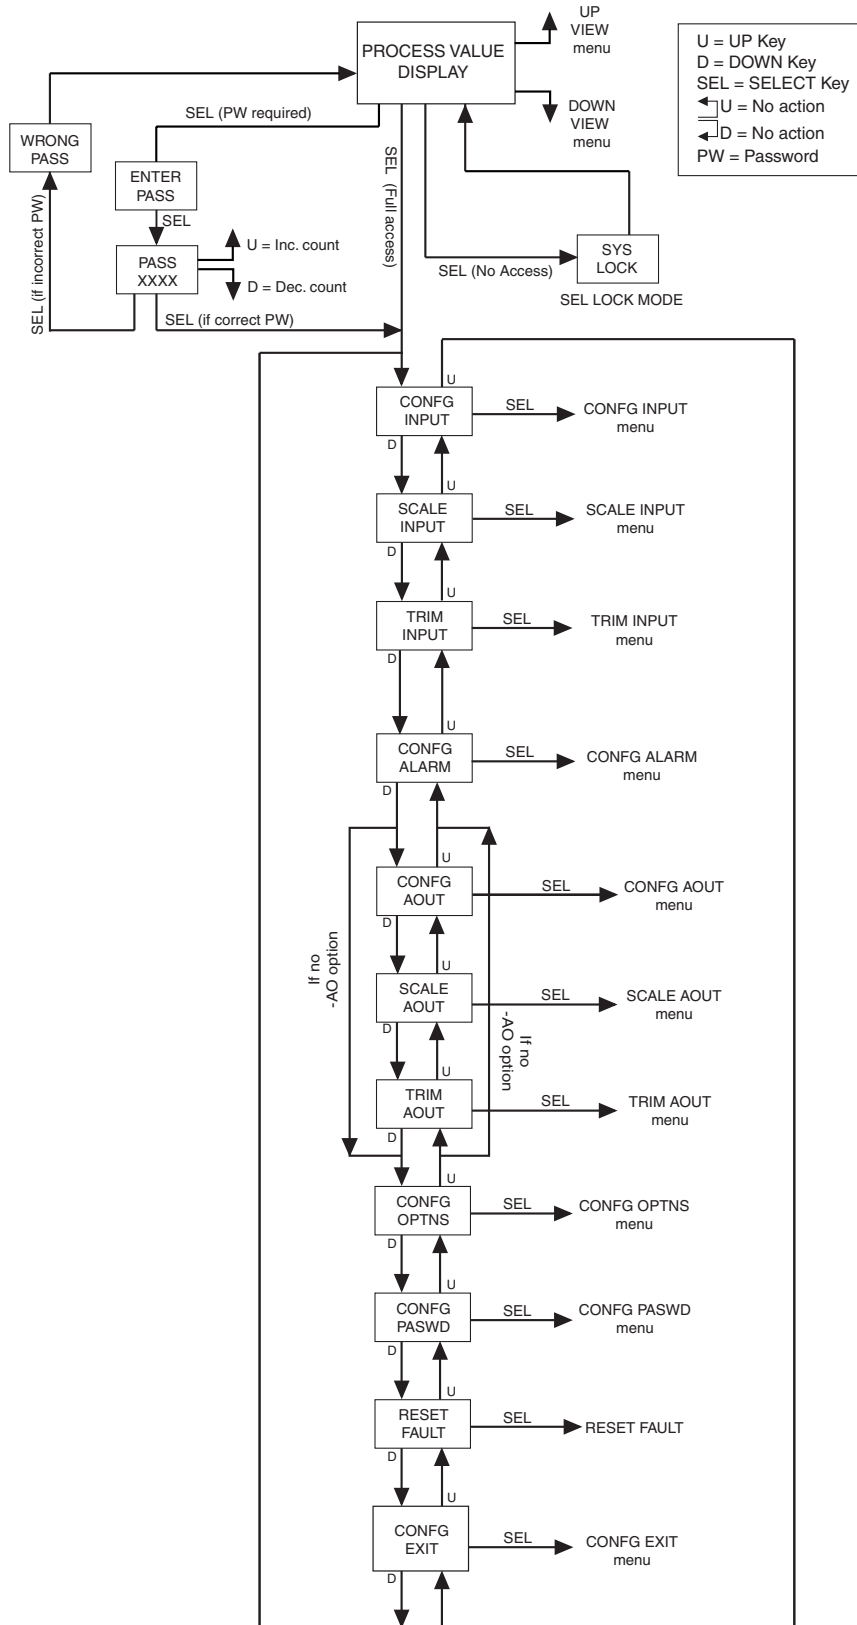 UP
VIEW
menu
PROCESS VALUE
DISPLAY
DOWN
VIEW
menu
U = UP Key
D = DOWN Key
SEL = SELECT Key
U = No action
D = No action
PW = Password
SEL (PW required)
WRONG
PASS
ENTER
PASS
SEL
PASS
XXXX
U = Inc. count
D = Dec. count
SEL (if incorrect PW)
SEL (if correct PW)
SEL (Full access)
SEL (No Access)
SYS
LOCK
SEL LOCK MODE
U
CONFG
INPUT
SEL
CONFG INPUT
menu
D
U
SCALE
INPUT
SEL
SCALE INPUT
menu
D
U
TRIM
INPUT
SEL
TRIM INPUT
menu
D
U
CONFG
ALARM
SEL
CONFG ALARM
menu
D
U
CONFG
AOUT
SEL
CONFG AOUT
menu
D
If no
-AO option
U
SCALE
AOUT
SEL
SCALE AOUT
menu
D
If no
-AO option
U
TRIM
AOUT
SEL
TRIM AOUT
menu
D
U
CONFG
OPTNS
SEL
CONFG OPTNS
menu
D
U
CONFG
PASWD
SEL
CONFG PASWD
menu
D
U
RESET
FAULT
SEL
RESET FAULT
D
U
CONFG
EXIT
SEL
CONFG EXIT
menu
D